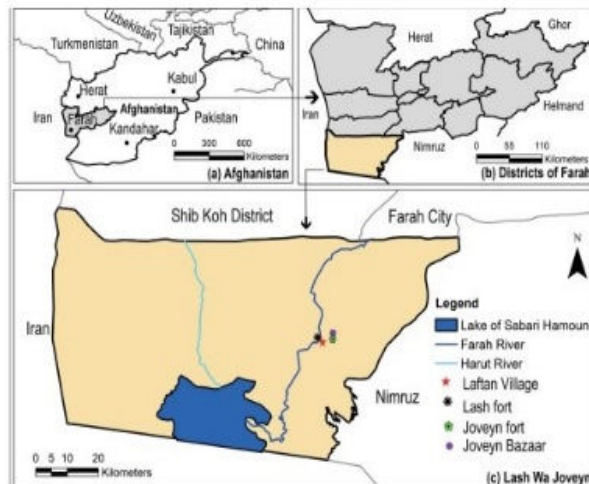 Uzbekistan
Tajikistan
Turkmenistan
China
Herat
Kabul
Iran
Farah
Afghanistan
Pakistan
Kandahar
0 300 600
Kilometers
(a) Afghanistan
Herat
Ghor
Iran
Helmand
Nimruz
0 55 110
Kilometers
(b) Districts of Farah
Shib Koh District
Farah City
N
Iran
Nimruz
Legend
Lake of Sabari Hamoun
Farah River
Harut River
Laftan Village
Lash fort
Joveyn fort
Joveyn Bazaar
0 5 10 20
Kilometers
(c) Lash Wa Joveyn